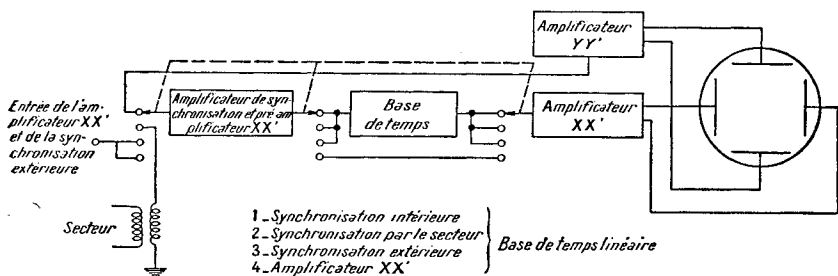 Amplificateur
YY'
Entrée de l'am-
plificateur XX'
et de la syn-
chronisation
extérieure
Amplificateur de syn-
chronisation et pré am-
plificateur XX'
Base
de temps
Amplificateur
XX'
Secteur
1_Synchronisation intérieure
2_Synchronisation par le secteur
3_Synchronisation extérieure
4_Amplificateur XX'
Base de temps linéaire